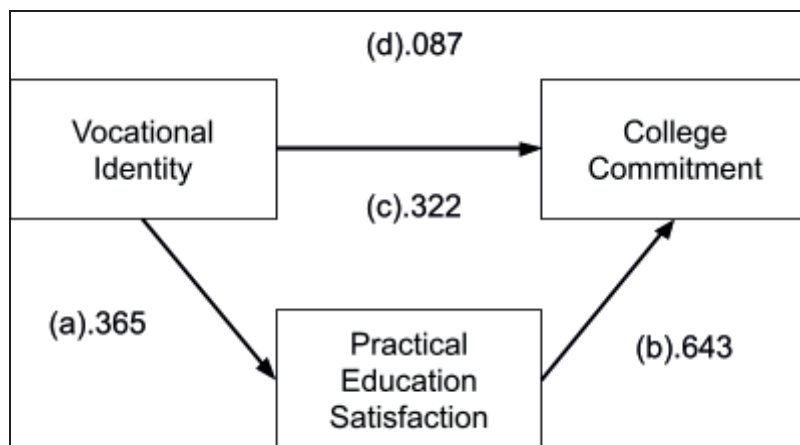 (d).087
Vocational
Identity
College
Commitment
(c).322
(a).365
Practical
Education
Satisfaction
(b).643